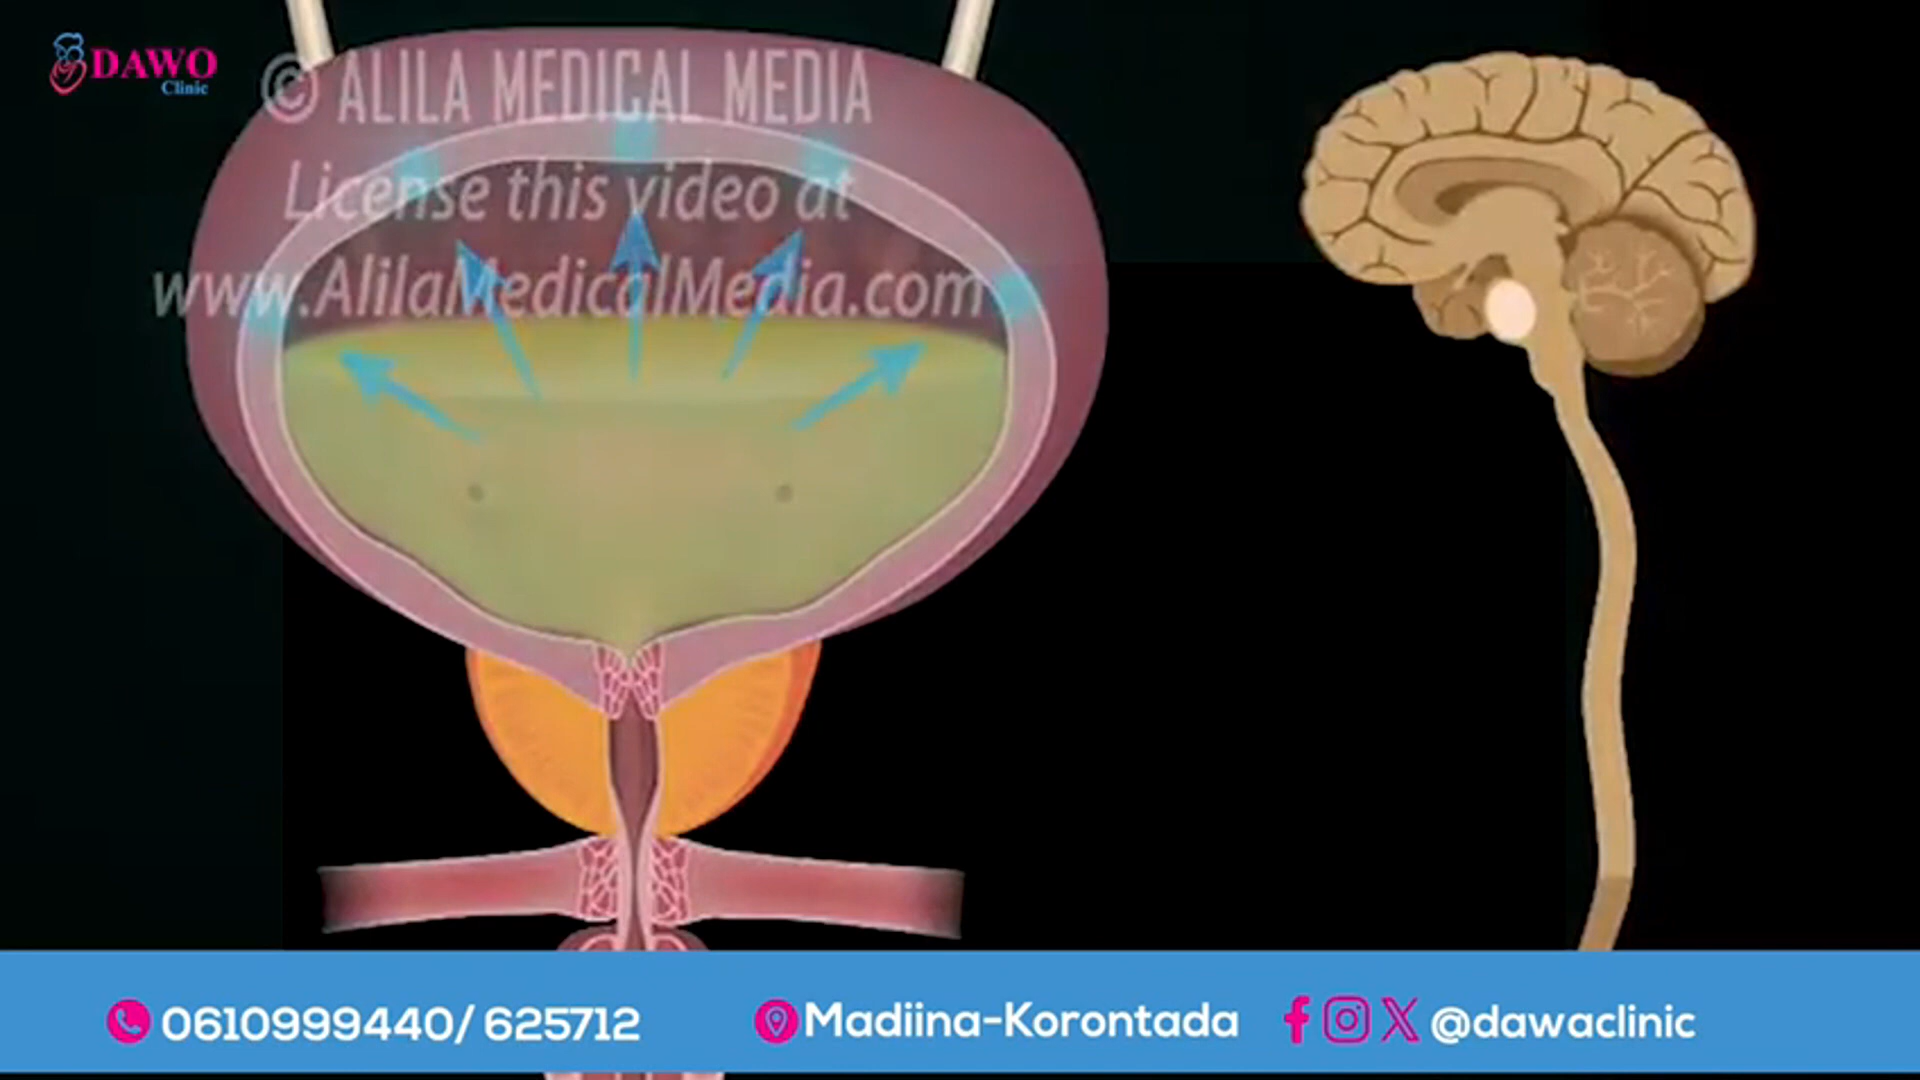 DAWO
Clinic
© ALILA MEDICAL MEDIA
License this video at
www.AlilaMedicalMedia.com
0610999440/ 625712
Madiina-Korontada
@dawaclinic